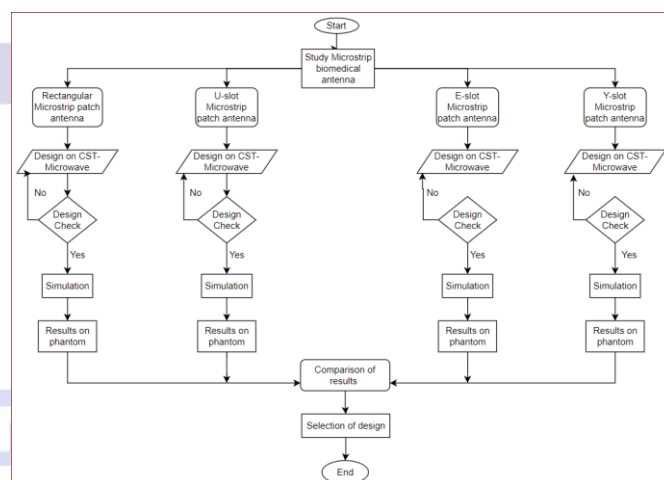 Start
Study Microstrip
biomedical
antenna
Rectangular
Microstrip patch
antenna
U-slot
Microstrip
patch antenna
E-slot
Microstrip
patch antenna
Y-slot
Microstrip
patch antenna
Design on CST-
Microwave
Design on CST-
Microwave
Design on CST-
Microwave
Design on CST-
Microwave
No
No
No
No
Design
Check
Design
Check
Design
Check
Design
Check
Yes
Yes
Yes
Yes
Simulation
Simulation
Simulation
Simulation
Results on
phantom
Results on
phantom
Results on
phantom
Results on
phantom
Comparison of
results
Selection of design
End